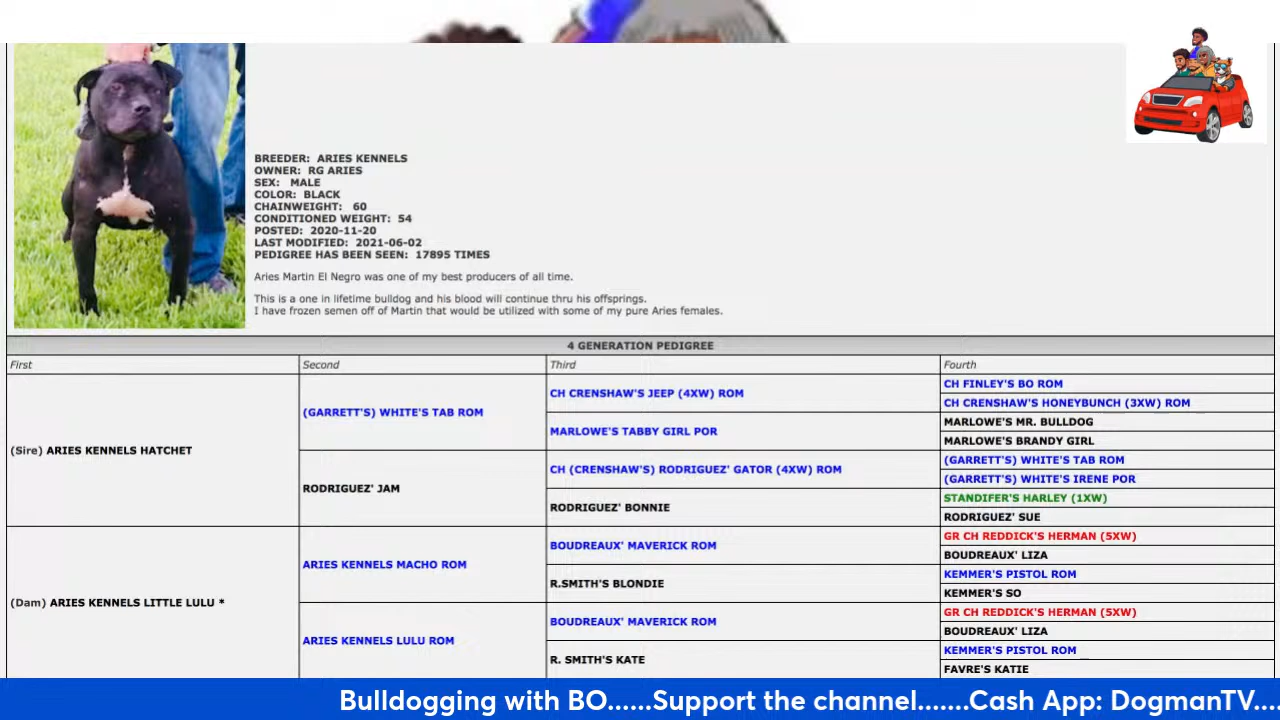 BREEDER: ARIES KENNELS
OWNER: RG ARIES
SEX: MALE
COLOR: BLACK
CHAINWEIGHT: 60
CONDITIONED WEIGHT: 54
POSTED: 2020-11-20
LAST MODIFIED: 2021-06-02
PEDIGREE HAS BEEN SEEN: 17895 TIMES
Aries Martin El Negro was one of my best producers of all time.
This is a one in lifetime bulldog and his blood will continue thru his offsprings.
I have frozen semen off of Martin that would be utilized with some of my pure Aries females.
4 GENERATION PEDIGREE
First Second Third Fourth
(Sire) ARIES KENNELS HATCHET
(GARRETT'S) WHITE'S TAB ROM
CH CRENSHAW'S JEEP (4XW) ROM
CH FINLEY'S BO ROM
CH CRENSHAW'S HONEYBUNCH (3XW) ROM
MARLOWE'S TABBY GIRL POR
MARLOWE'S MR. BULLDOG
MARLOWE'S BRANDY GIRL
RODRIGUEZ' JAM
CH (CRENSHAW'S) RODRIGUEZ' GATOR (4XW) ROM
(GARRETT'S) WHITE'S TAB ROM
(GARRETT'S) WHITE'S IRENE POR
RODRIGUEZ' BONNIE
STANDIFER'S HARLEY (1XW)
RODRIGUEZ' SUE
(Dam) ARIES KENNELS LITTLE LULU *
ARIES KENNELS MACHO ROM
BOUDREAUX' MAVERICK ROM
GR CH REDDICK'S HERMAN (5XW)
BOUDREAUX' LIZA
R.SMITH'S BLONDIE
KEMMER'S PISTOL ROM
KEMMER'S SO
ARIES KENNELS LULU ROM
BOUDREAUX' MAVERICK ROM
GR CH REDDICK'S HERMAN (5XW)
BOUDREAUX' LIZA
R. SMITH'S KATE
KEMMER'S PISTOL ROM
FAVRE'S KATIE
Bulldogging with BO......Support the channel.......Cash App: DogmanTV....